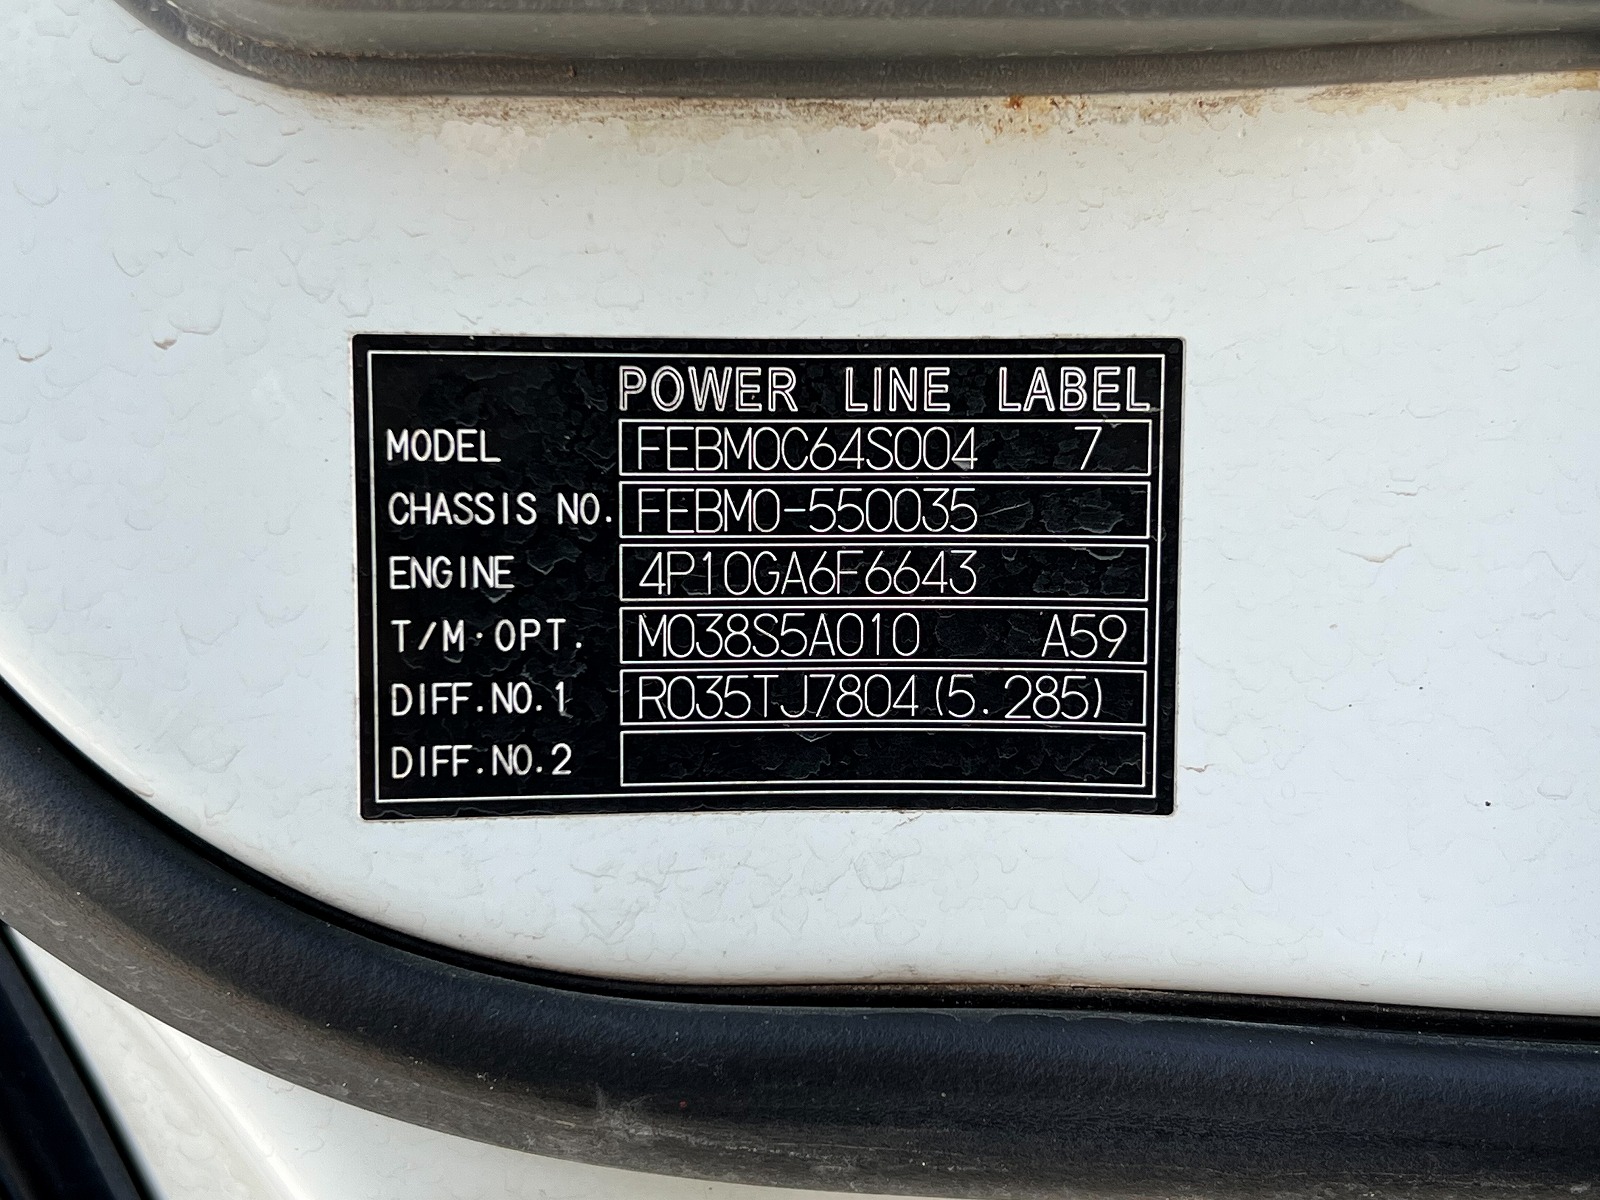 POWER LINE LABEL
MODEL FEBM0C64S004 7
CHASSIS NO. FEBM0-550035
ENGINE 4P10GA6F6643
T/M·OPT. M038S5A010 A59
DIFF.NO.1 R035TJ7804(5.285)
DIFF.NO.2